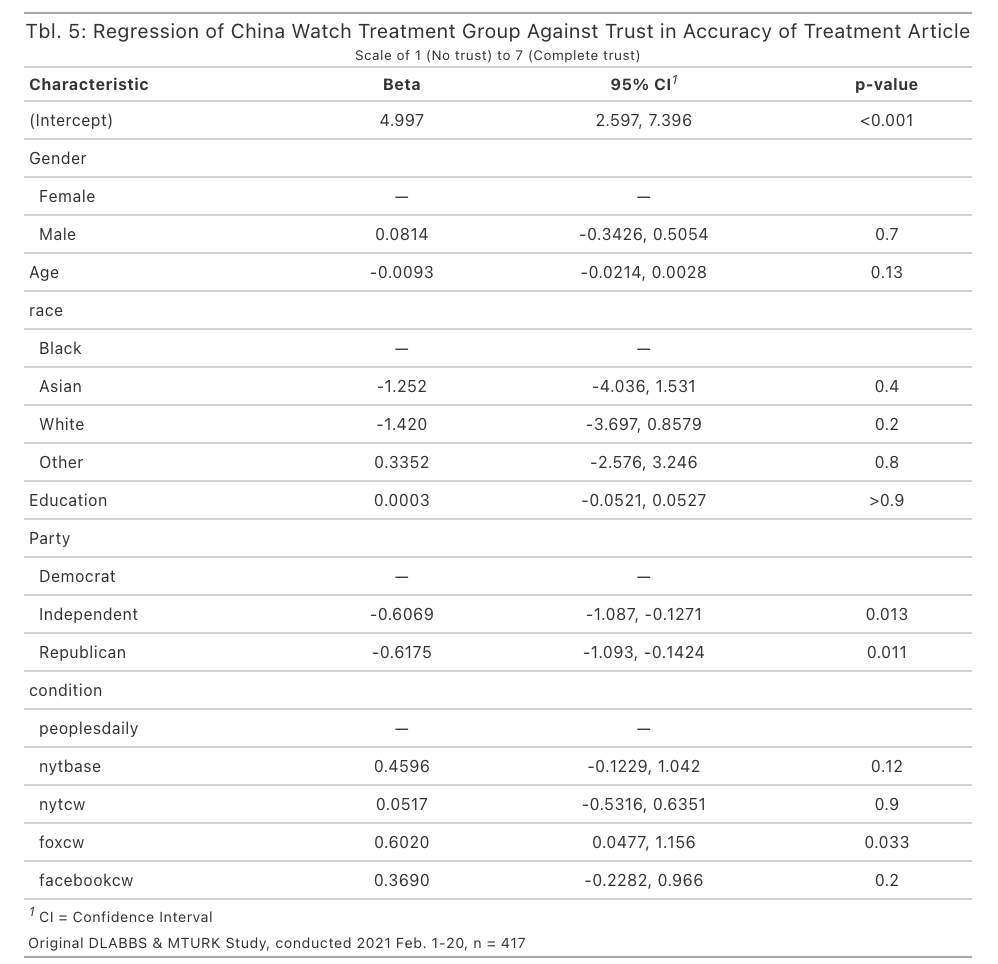 Tbl. 5: Regression of China Watch Treatment Group Against Trust in Accuracy of Treatment Article
Scale of 1 (No trust) to 7 (Complete trust)
Characteristic Beta 95% CI1 p-value
(Intercept) 4.997 2.597, 7.396 <0.001
Gender
Female — —
Male 0.0814 -0.3426, 0.5054 0.7
Age -0.0093 -0.0214, 0.0028 0.13
race
Black — —
Asian -1.252 -4.036, 1.531 0.4
White -1.420 -3.697, 0.8579 0.2
Other 0.3352 -2.576, 3.246 0.8
Education 0.0003 -0.0521, 0.0527 >0.9
Party
Democrat — —
Independent -0.6069 -1.087, -0.1271 0.013
Republican -0.6175 -1.093, -0.1424 0.011
condition
peoplesdaily — —
nytbase 0.4596 -0.1229, 1.042 0.12
nytcw 0.0517 -0.5316, 0.6351 0.9
foxcw 0.6020 0.0477, 1.156 0.033
facebookcw 0.3690 -0.2282, 0.966 0.2
1 CI = Confidence Interval
Original DLABBS & MTURK Study, conducted 2021 Feb. 1-20, n = 417